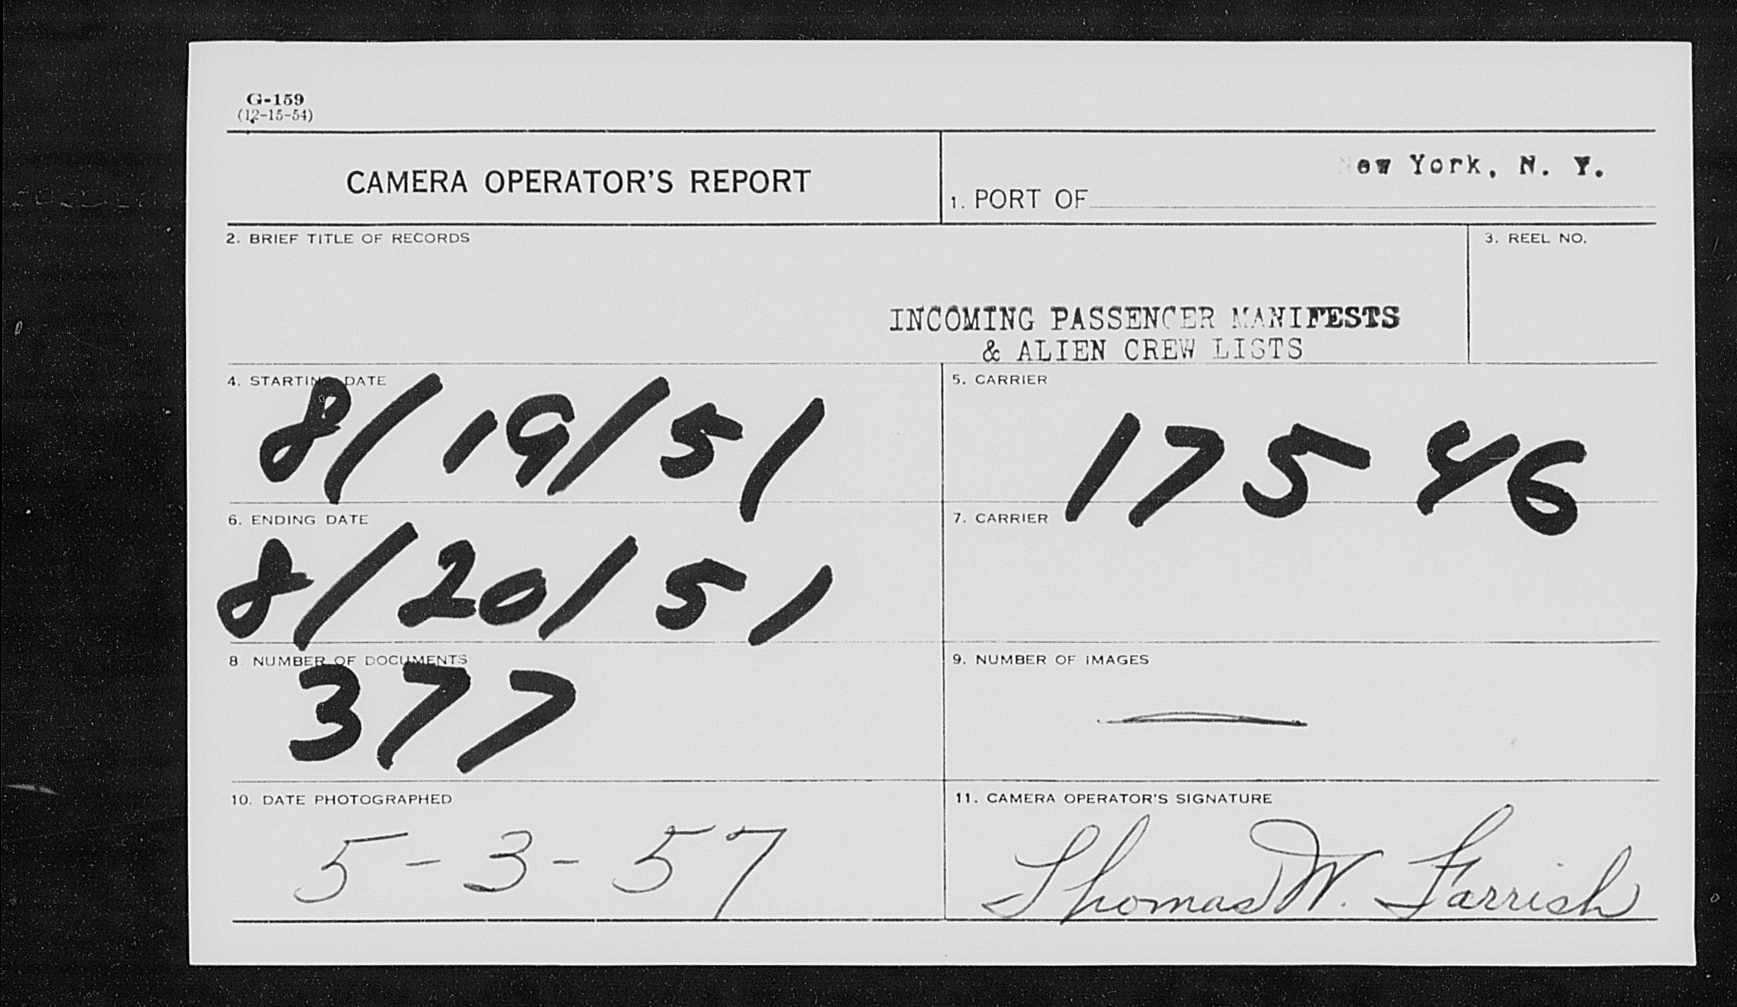 G-159
(12-15-54)
CAMERA OPERATOR'S REPORT
1. PORT OF New York, N. Y.
2. BRIEF TITLE OF RECORDS
3. REEL NO.
INCOMING PASSENGER MANIFESTS
& ALIEN CREW LISTS
4. STARTING DATE
8/19/51
5. CARRIER
17546
6. ENDING DATE
8/20/51
7. CARRIER
8 NUMBER OF DOCUMENTS
377
9. NUMBER OF IMAGES
—
10. DATE PHOTOGRAPHED
5-3-57
11. CAMERA OPERATOR'S SIGNATURE
Thomas W. Farrish